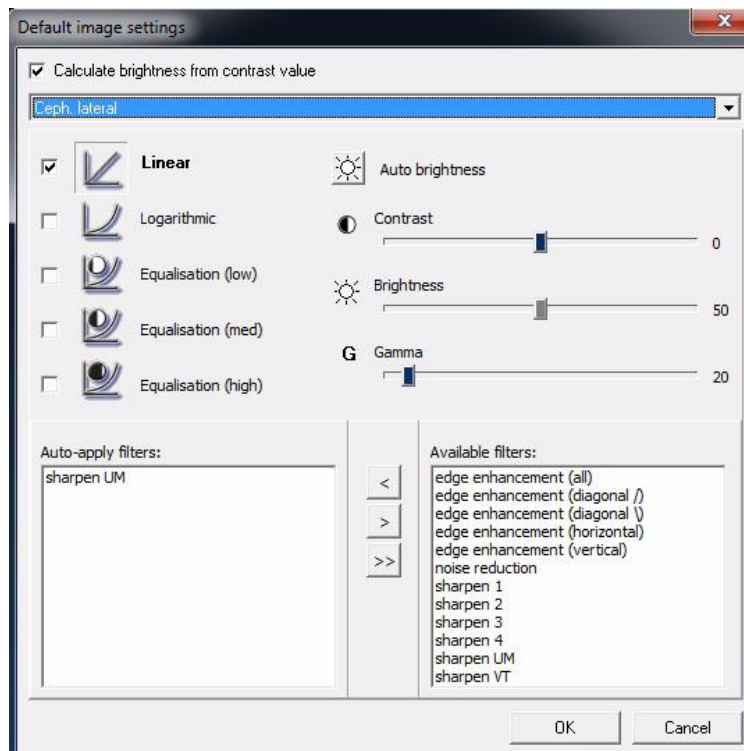 Default image settings
Calculate brightness from contrast value
Ceph. lateral
Linear
Logarithmic
Equalisation (low)
Equalisation (med)
Equalisation (high)
Auto brightness
Contrast
0
Brightness
50
G Gamma
20
Auto-apply filters:
sharpen UM
<
>
>>
Available filters:
edge enhancement (all)
edge enhancement (diagonal /)
edge enhancement (diagonal \)
edge enhancement (horizontal)
edge enhancement (vertical)
noise reduction
sharpen 1
sharpen 2
sharpen 3
sharpen 4
sharpen UM
sharpen VT
OK
Cancel